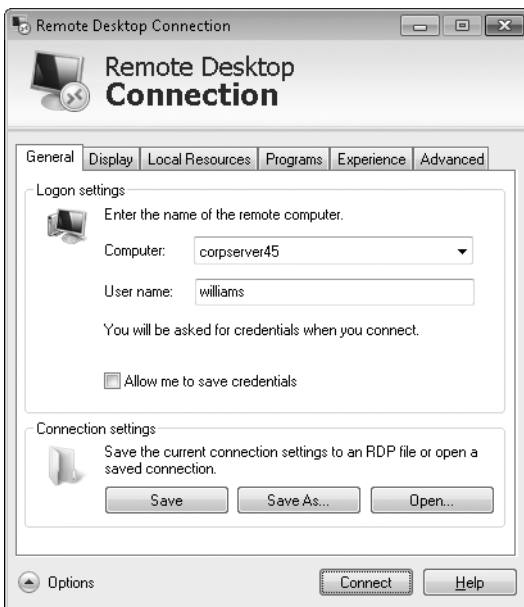 Remote Desktop Connection
Remote Desktop
Connection
General Display Local Resources Programs Experience Advanced
Logon settings
Enter the name of the remote computer.
Computer: corpserver45
User name: williams
You will be asked for credentials when you connect.
Allow me to save credentials
Connection settings
Save the current connection settings to an RDP file or open a
saved connection.
Save Save As... Open...
Options Connect Help